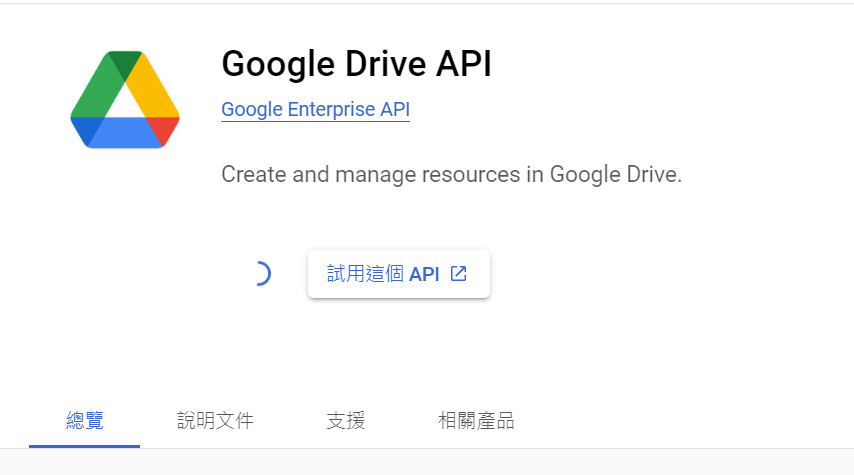 Google Drive API
Google Enterprise API
Create and manage resources in Google Drive.
試用這個 API
總覽 說明文件 支援 相關產品